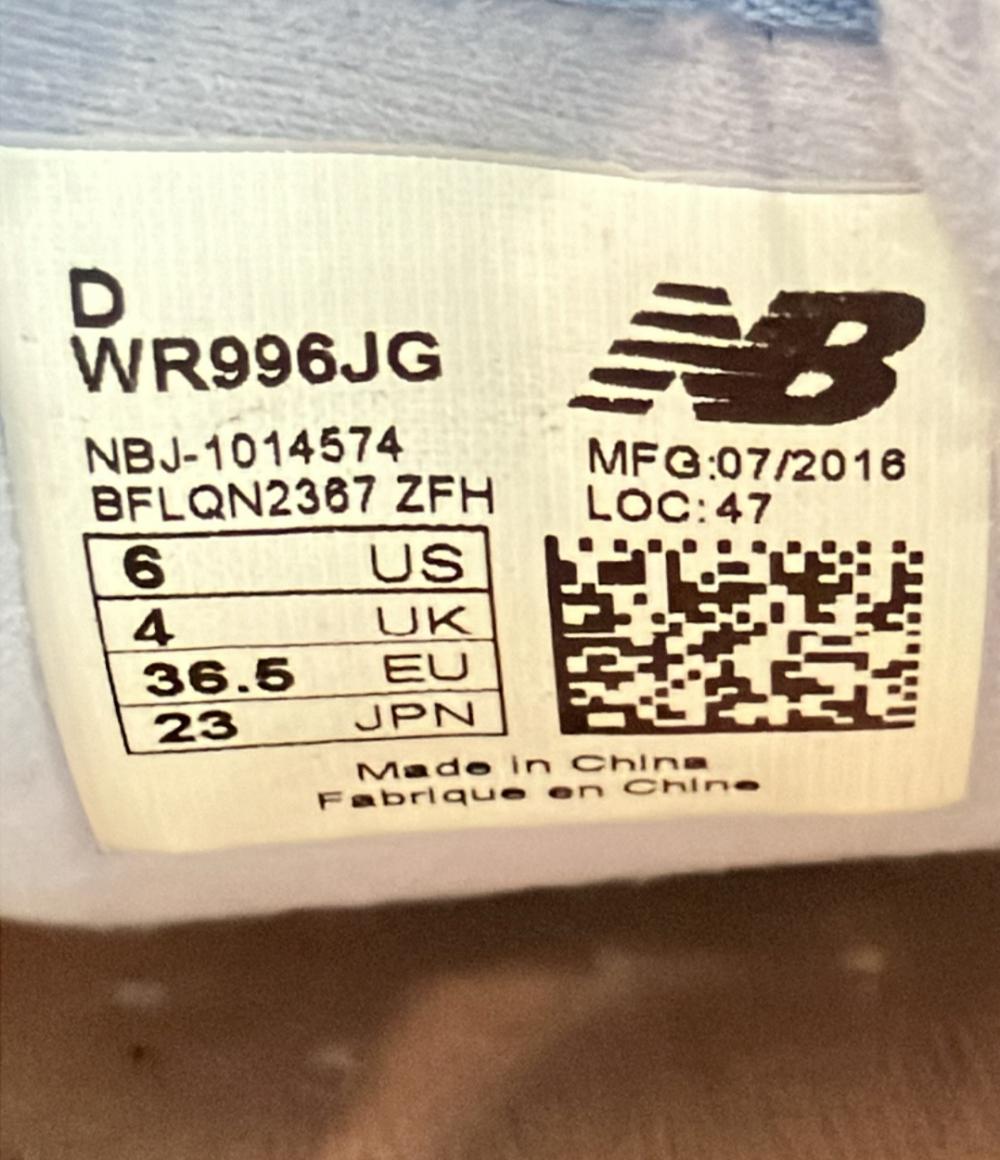 D
WR996JG
NBJ-1014574
BFLQN2367 ZFH
6 US
4 UK
36.5 EU
23 JPN
NB
MFG:07/2016
LOC:47
Made in China
Fabrique en Chine